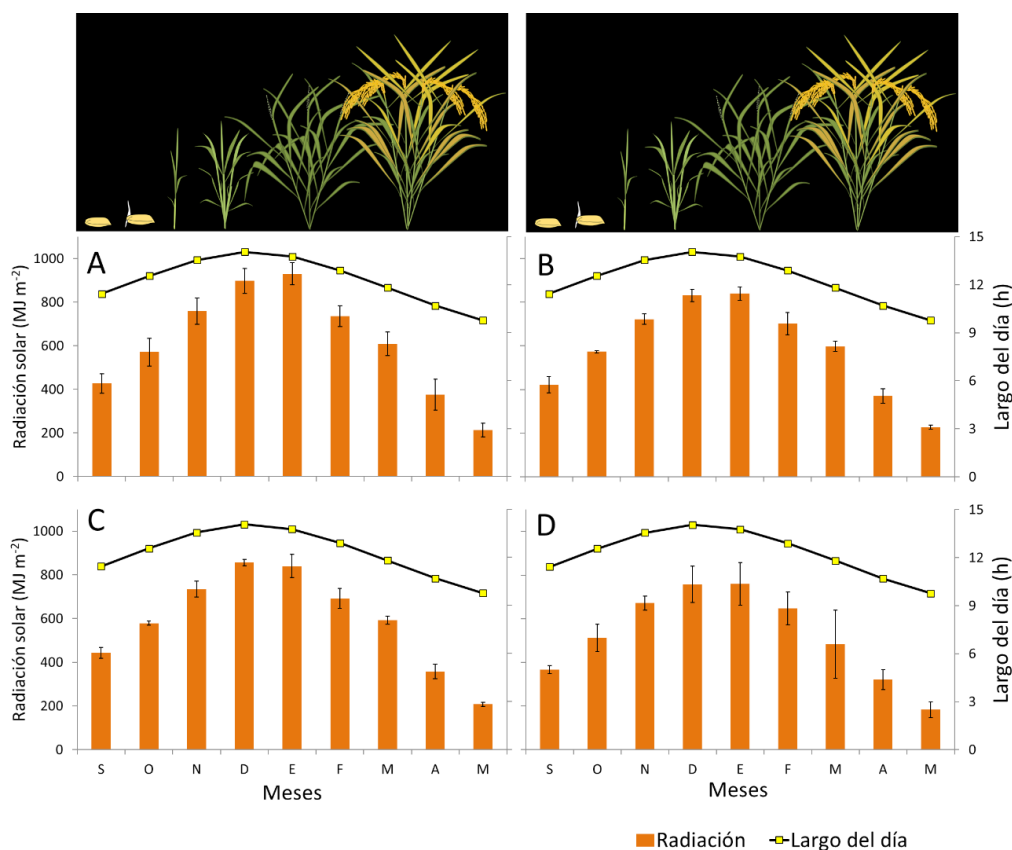 A
B
Radiación solar (MJ m-2)
1000
800
600
400
200
0
15
12
9
6
3
0
Largo del día (h)
C
D
Radiación solar (MJ m-2)
1000
800
600
400
200
0
15
12
9
6
3
0
Largo del día (h)
S O N D E F M A M
S O N D E F M A M
Meses
Meses
Radiación
Largo del día